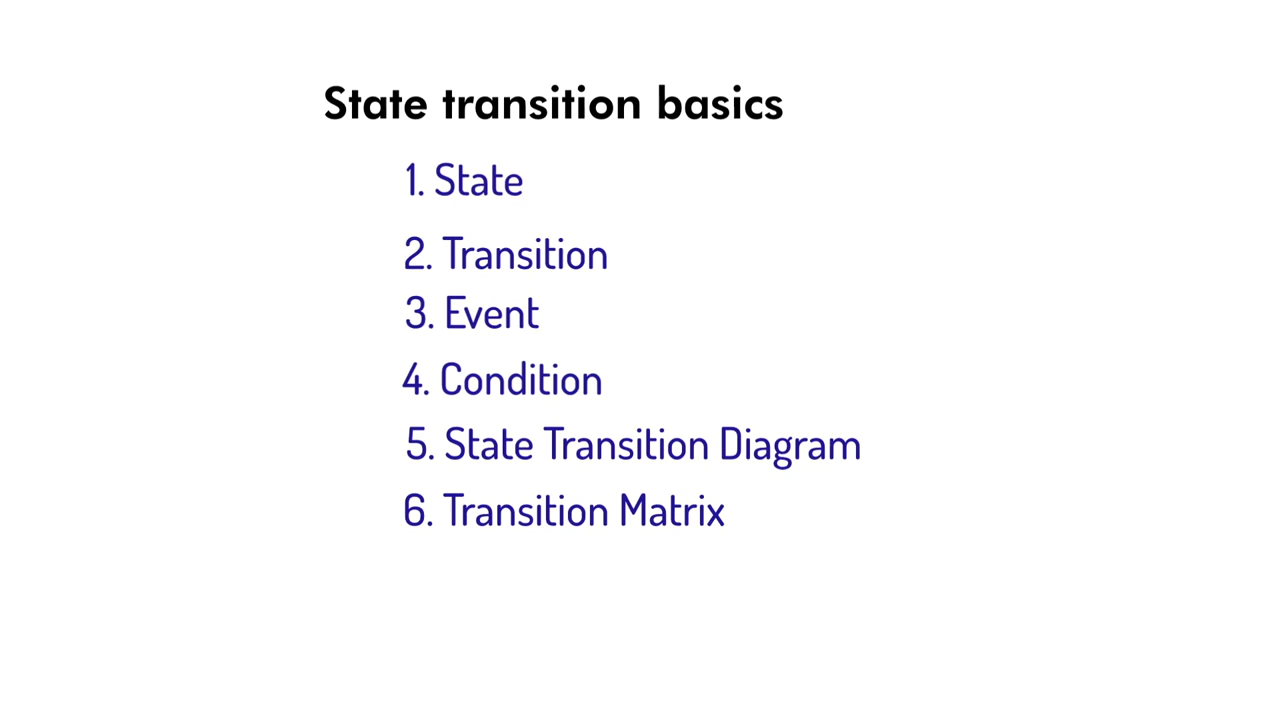 State transition basics
1. State
2. Transition
3. Event
4. Condition
5. State Transition Diagram
6. Transition Matrix